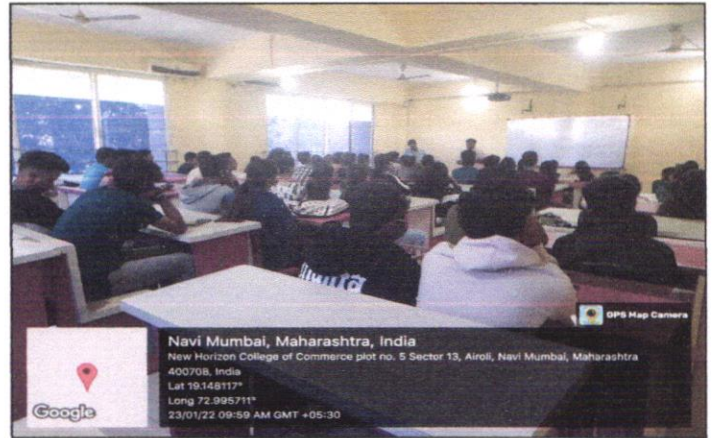 GPS Map Camera
Navi Mumbai, Maharashtra, India
New Horizon College of Commerce plot no. 5 Sector 13, Airoli, Navi Mumbai, Maharashtra
400708, India
Lat 19.148117°
Long 72.995711°
23/01/22 09:59 AM GMT +05:30
Google